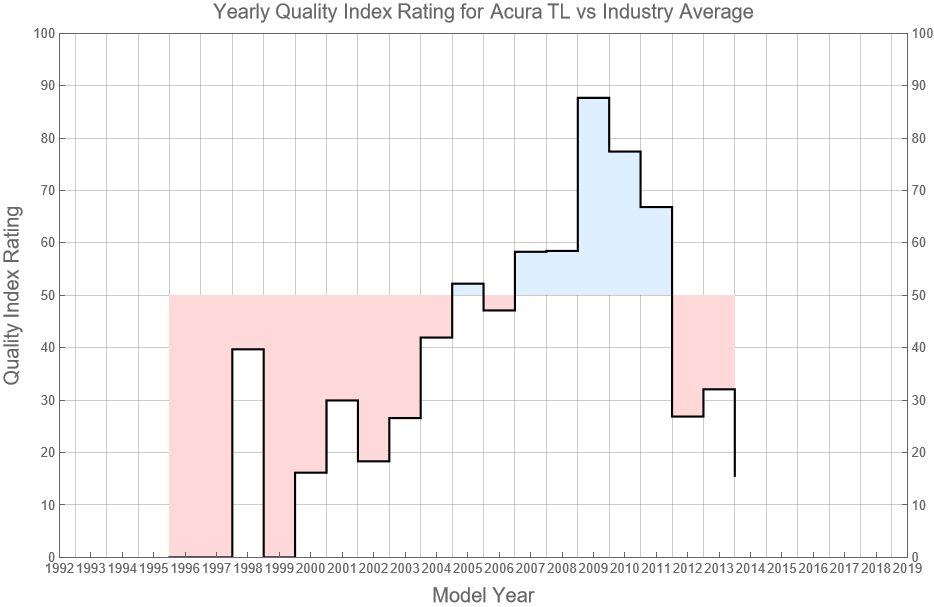 Yearly Quality Index Rating for Acura TL vs Industry Average
100 100
90 90
80 80
70 70
60 60
50 50
40 40
30 30
20 20
10 10
0 0
Quality Index Rating
1992 1993 1994 1995 1996 1997 1998 1999 2000 2001 2002 2003 2004 2005 2006 2007 2008 2009 2010 2011 2012 2013 2014 2015 2016 2017 2018 2019
Model Year